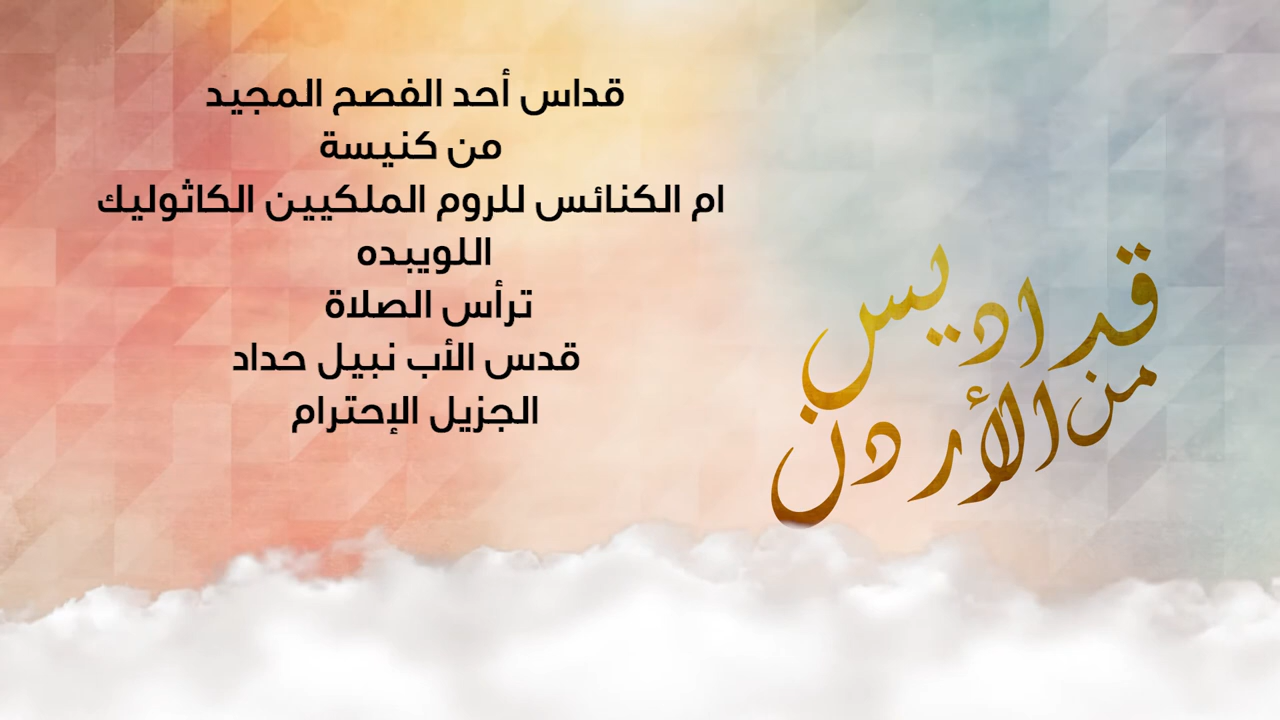 قداس أحد الفصح المجيد
من كنيسة
ام الكنائس للروم الملكيين الكاثوليك
اللويبده
ترأس الصلاة
قدس الأب نبيل حداد
الجزيل الإحترام
قداديس
من الأردن